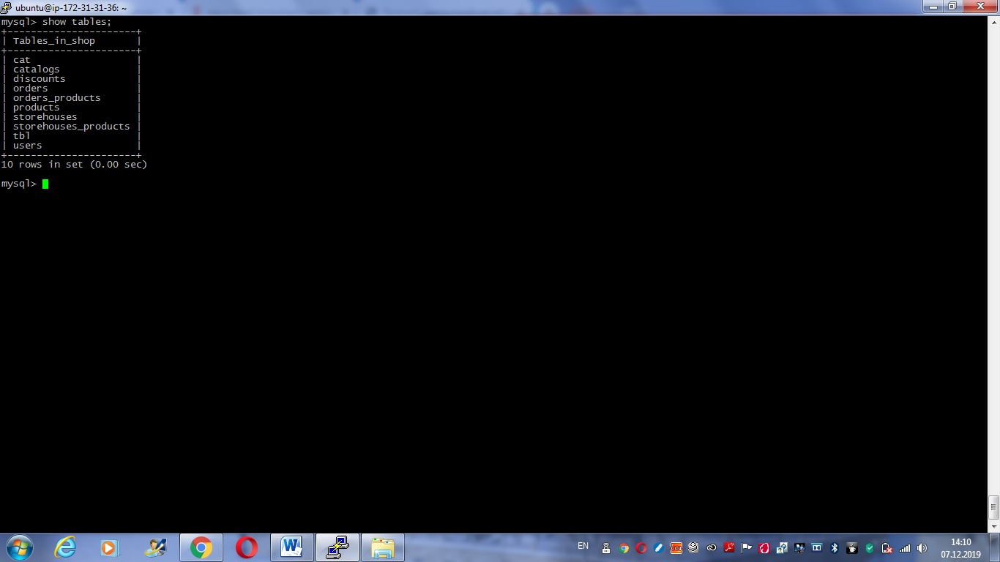 ubuntu@ip-172-31-31-36: ~
mysql> show tables;
+----------------------+
| Tables_in_shop       |
+----------------------+
| cat                  |
| catalogs             |
| discounts            |
| orders               |
| orders_products      |
| products             |
| storehouses          |
| storehouses_products |
| tbl                  |
| users                |
+----------------------+
10 rows in set (0.00 sec)
mysql>
EN
14:10
07.12.2019